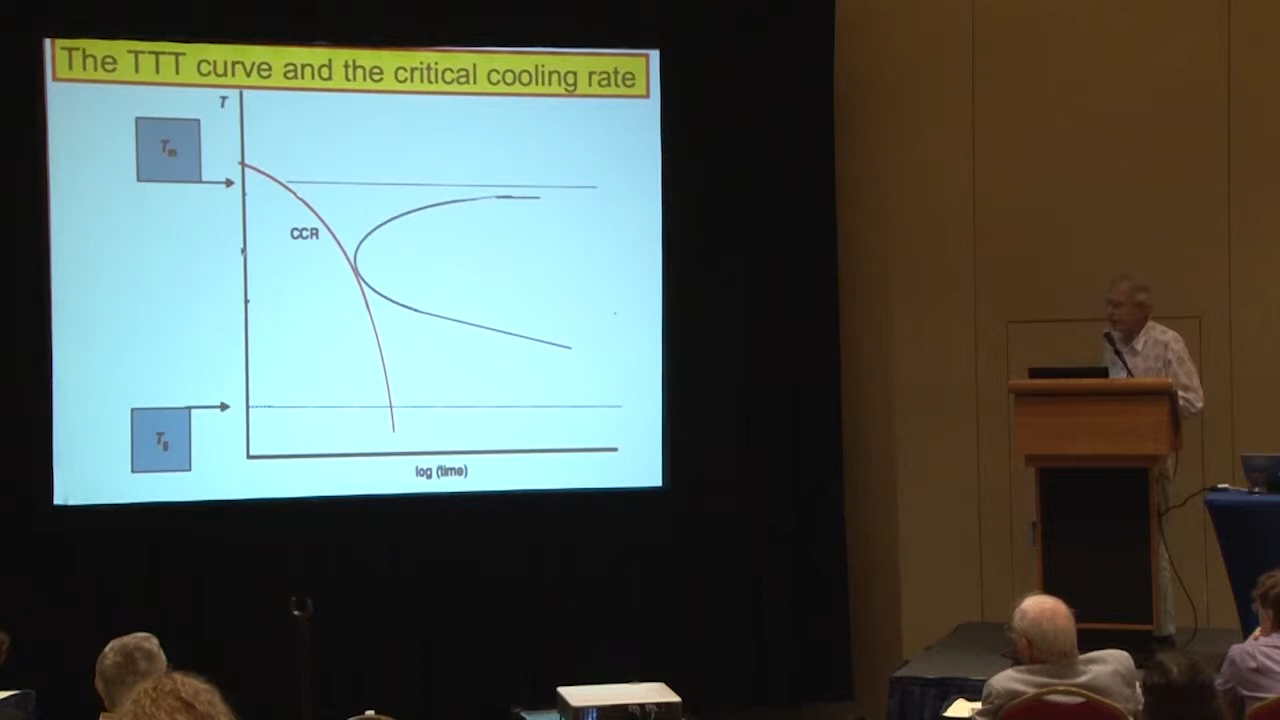 The TTT curve and the critical cooling rate
T
Tm
CCR
Tg
log (time)